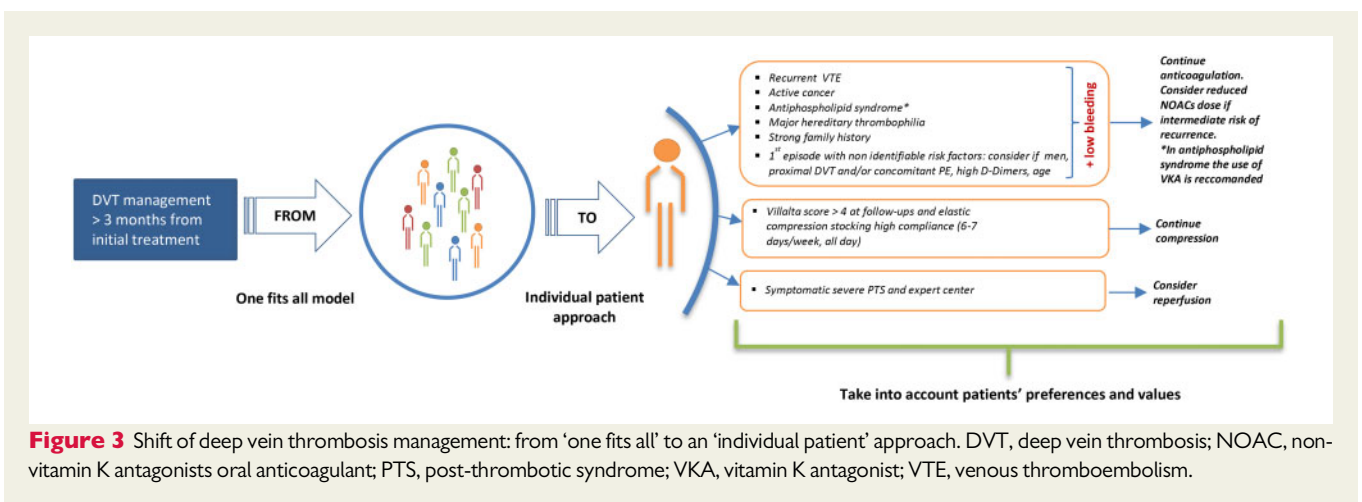 DVT management
> 3 months from
initial treatment
FROM
One fits all model
TO
Individual patient
approach
▪ Recurrent VTE
▪ Active cancer
▪ Antiphospholipid syndrome*
▪ Major hereditary thrombophilia
▪ Strong family history
▪ 1st episode with non identifiable risk factors: consider if men,
proximal DVT and/or concomitant PE, high D-Dimers, age
+ low bleeding
Continue
anticoagulation.
Consider reduced
NOACs dose if
intermediate risk of
recurrence.
*In antiphospholipid
syndrome the use of
VKA is reccomanded
▪ Villalta score > 4 at follow-ups and elastic
compression stocking high compliance (6-7
days/week, all day)
Continue
compression
▪ Symptomatic severe PTS and expert center
Consider
reperfusion
Take into account patients' preferences and values
Figure 3 Shift of deep vein thrombosis management: from ‘one fits all’ to an ‘individual patient’ approach. DVT, deep vein thrombosis; NOAC, non-
vitamin K antagonists oral anticoagulant; PTS, post-thrombotic syndrome; VKA, vitamin K antagonist; VTE, venous thromboembolism.